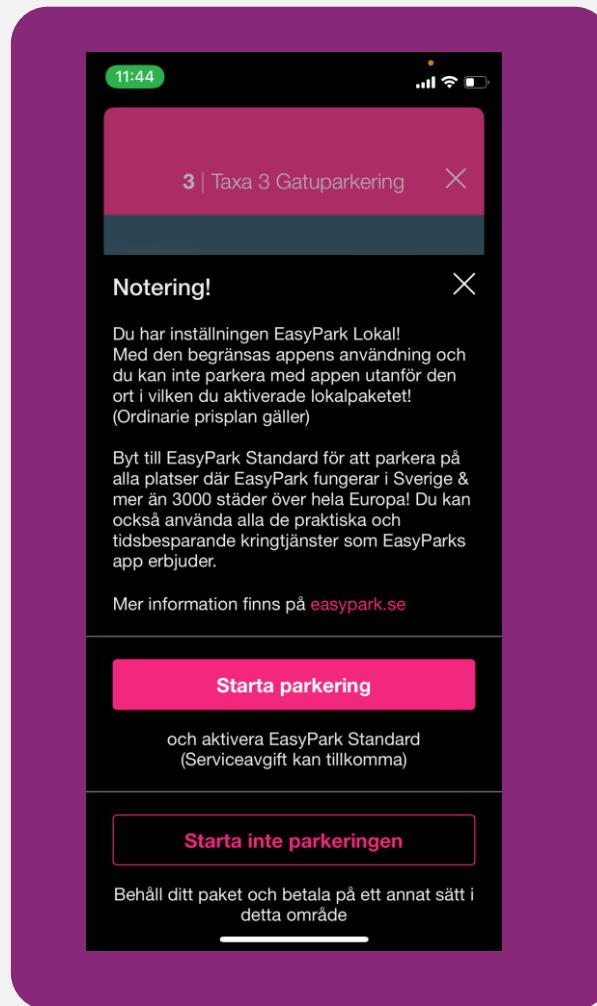 11:44
3 | Taxa 3 Gatuparkering
Notering!
Du har inställningen EasyPark Lokal!
Med den begränsas appens användning och
du kan inte parkera med appen utanför den
ort i vilken du aktiverade lokalpaketet!
(Ordinarie prisplan gäller)
Byt till EasyPark Standard för att parkera på
alla platser där EasyPark fungerar i Sverige &
mer än 3000 städer över hela Europa! Du kan
också använda alla de praktiska och
tidsbesparande kringtjänster som EasyParks
app erbjuder.
Mer information finns på easypark.se
Starta parkering
och aktivera EasyPark Standard
(Serviceavgift kan tillkomma)
Starta inte parkeringen
Behåll ditt paket och betala på ett annat sätt i
detta område